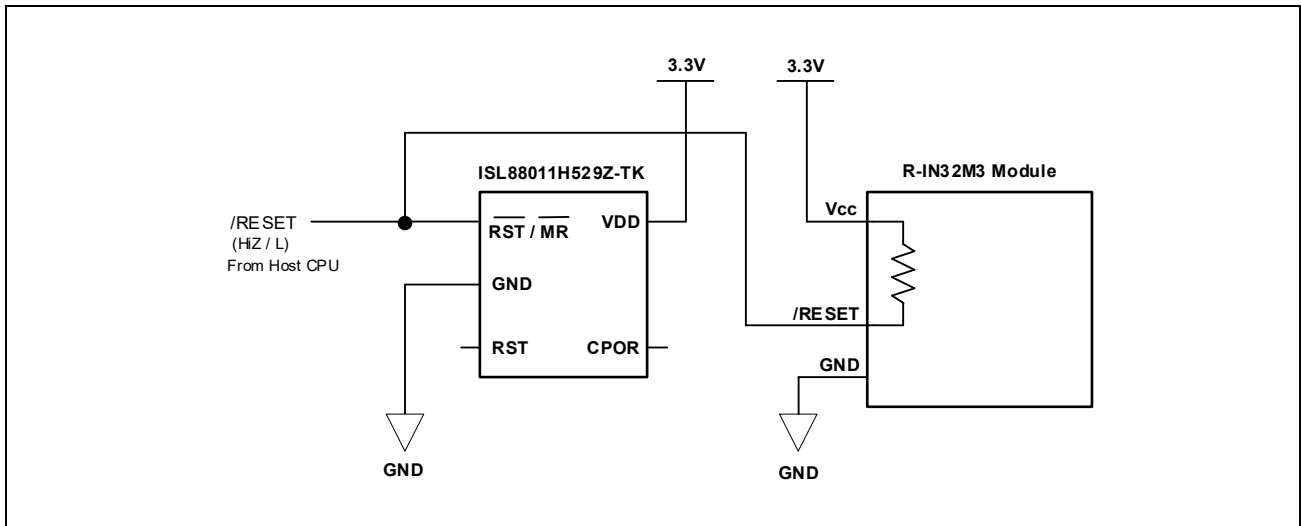 3.3V
3.3V
ISL88011H529Z-TK
R-IN32M3 Module
Vcc
/RESET
(HiZ / L)
From Host CPU
RST / MR
VDD
GND
/RESET
RST
CPOR
GND
GND
GND